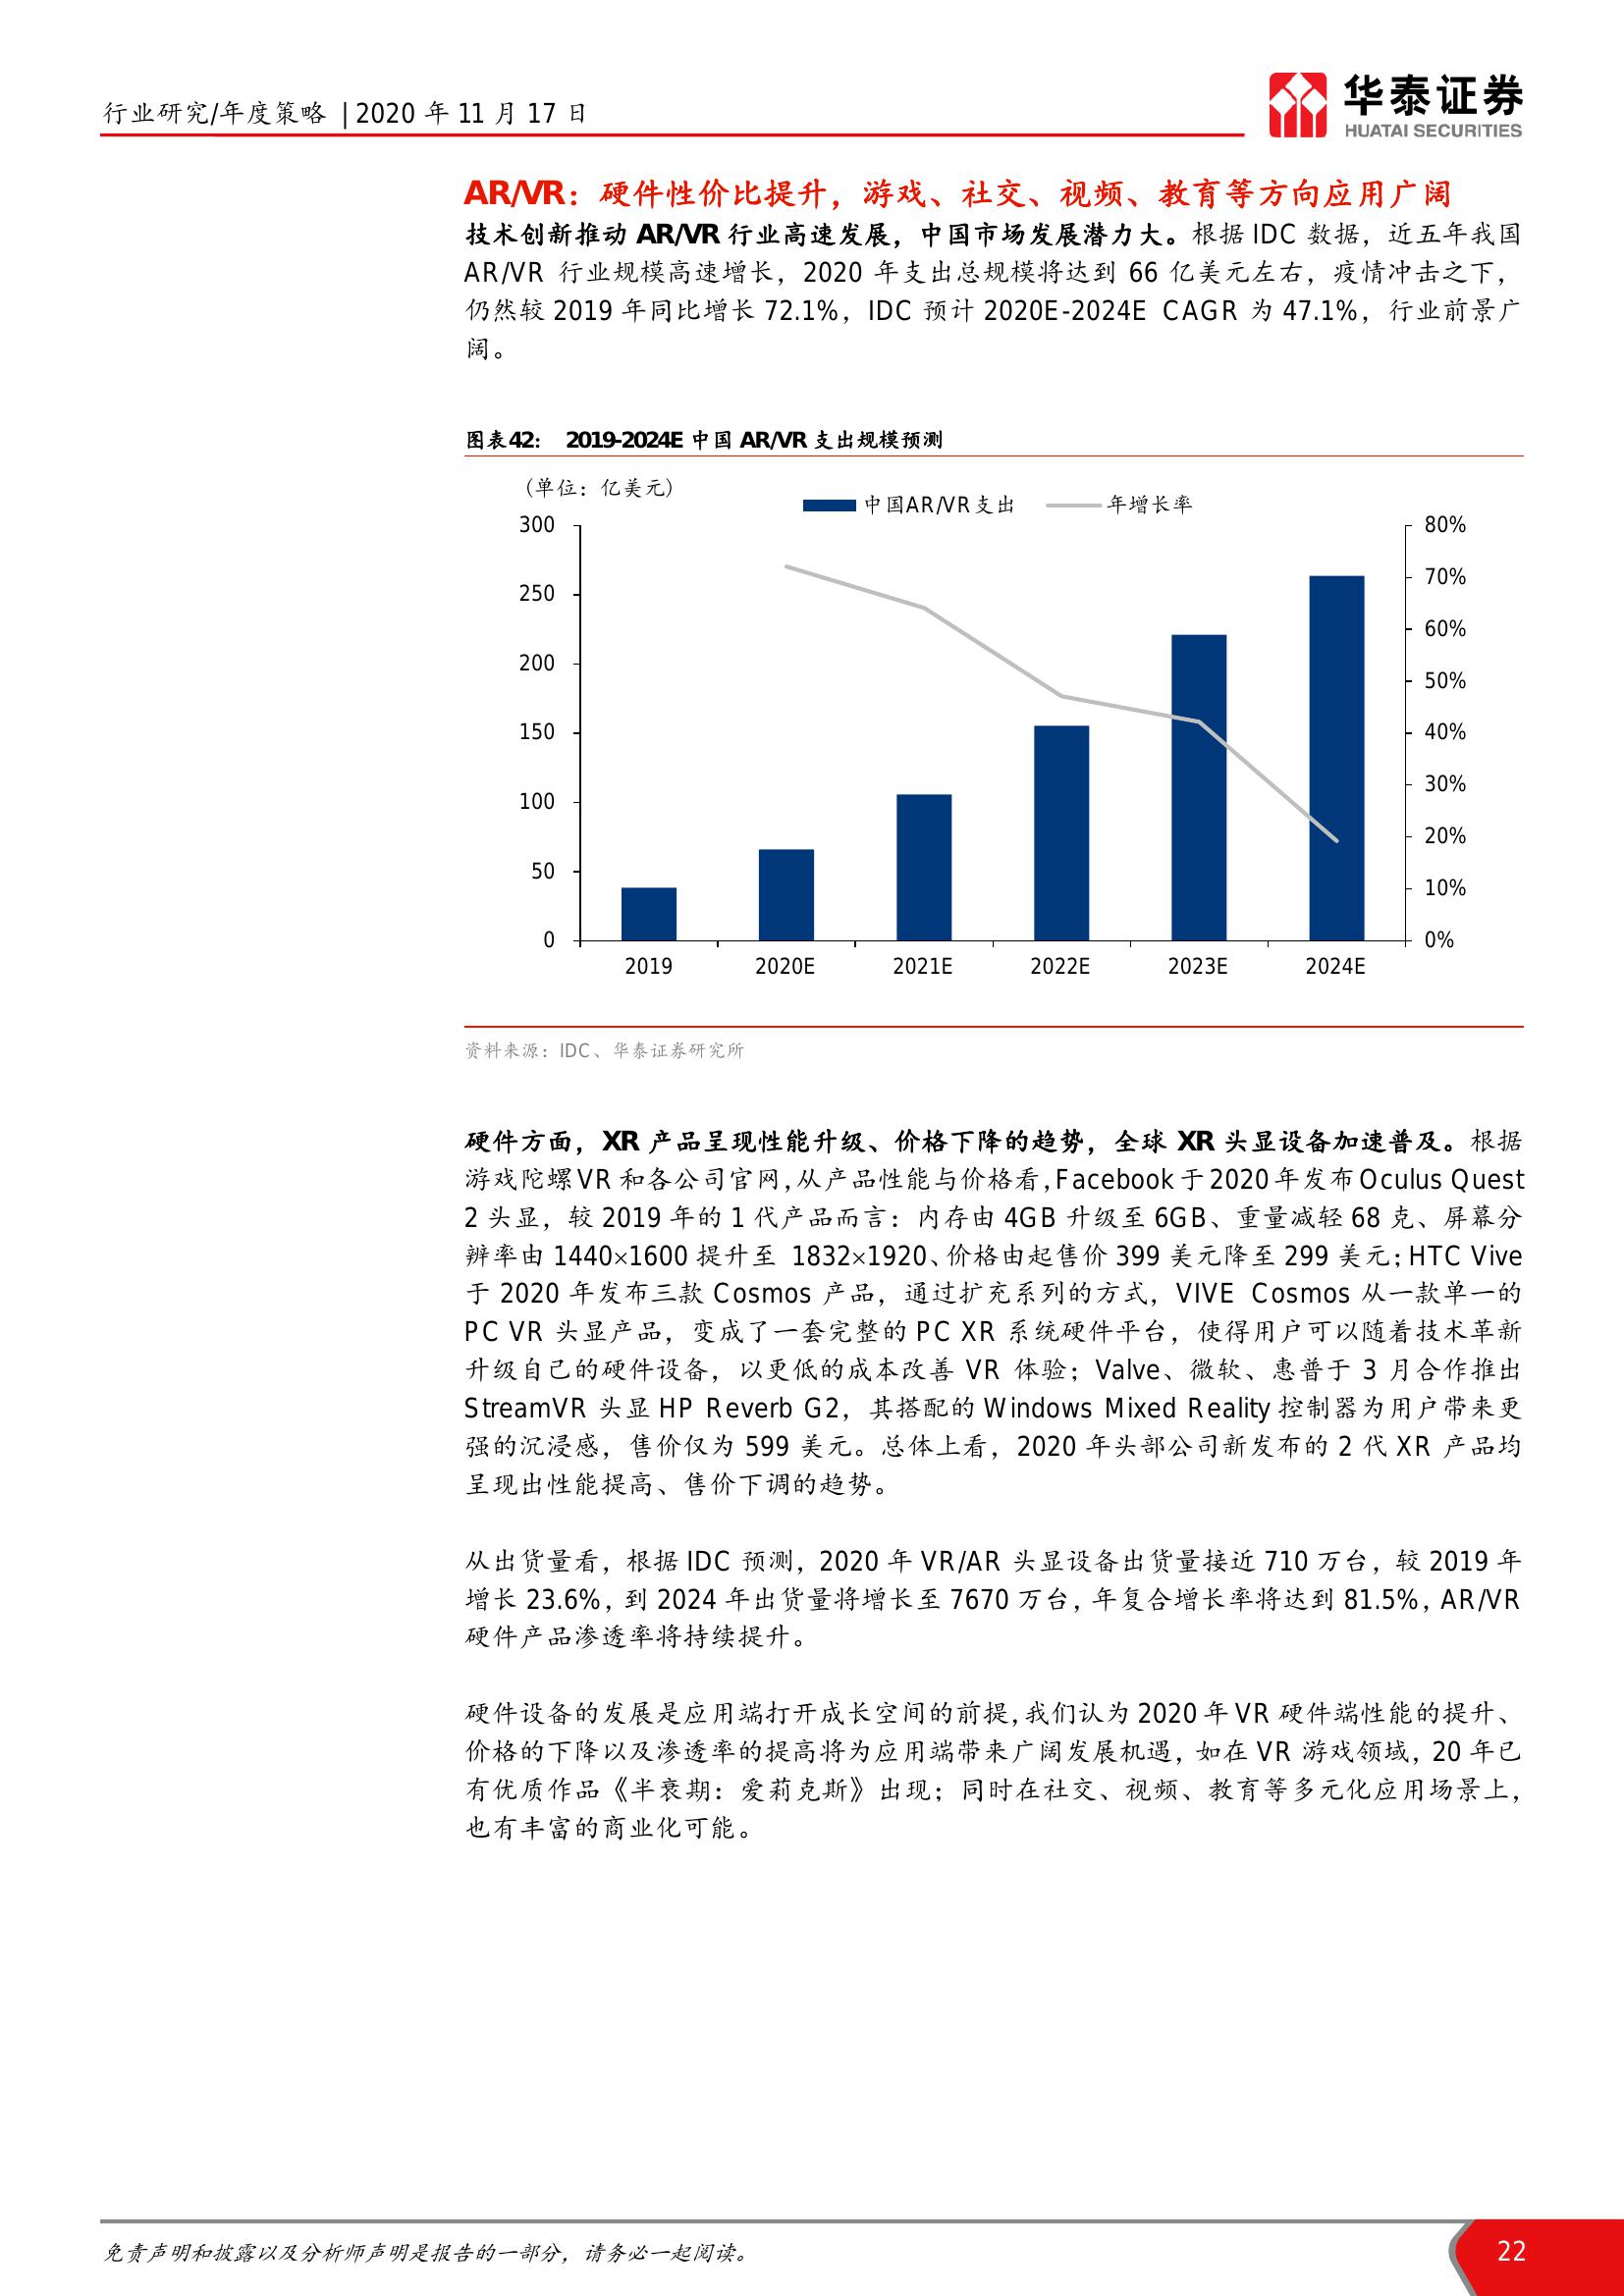 行业研究/年度策略 | 2020 年 11 月 17 日
华泰证券
HUATAI SECURITIES
AR/VR：硬件性价比提升，游戏、社交、视频、教育等方向应用广阔
技术创新推动 AR/VR 行业高速发展，中国市场发展潜力大。根据 IDC 数据，近五年我国
AR/VR 行业规模高速增长，2020 年支出总规模将达到 66 亿美元左右，疫情冲击之下，
仍然较 2019 年同比增长 72.1%，IDC 预计 2020E-2024E CAGR 为 47.1%，行业前景广
阔。
图表42： 2019-2024E 中国 AR/VR 支出规模预测
（单位：亿美元）
中国AR/VR支出 年增长率
300 80%
70%
250
60%
200
50%
150 40%
30%
100
20%
50
10%
0 0%
2019 2020E 2021E 2022E 2023E 2024E
资料来源：IDC、华泰证券研究所
硬件方面，XR 产品呈现性能升级、价格下降的趋势，全球 XR 头显设备加速普及。根据
游戏陀螺VR 和各公司官网，从产品性能与价格看，Facebook 于 2020 年发布 Oculus Quest
2 头显，较 2019 年的 1 代产品而言：内存由 4GB 升级至 6GB、重量减轻 68 克、屏幕分
辨率由 1440×1600 提升至 1832×1920、价格由起售价 399 美元降至 299 美元；HTC Vive
于 2020 年发布三款 Cosmos 产品，通过扩充系列的方式，VIVE Cosmos 从一款单一的
PC VR 头显产品，变成了一套完整的 PC XR 系统硬件平台，使得用户可以随着技术革新
升级自己的硬件设备，以更低的成本改善 VR 体验；Valve、微软、惠普于 3 月合作推出
StreamVR 头显 HP Reverb G2，其搭配的 Windows Mixed Reality 控制器为用户带来更
强的沉浸感，售价仅为 599 美元。总体上看，2020 年头部公司新发布的 2 代 XR 产品均
呈现出性能提高、售价下调的趋势。
从出货量看，根据 IDC 预测，2020 年 VR/AR 头显设备出货量接近 710 万台，较 2019 年
增长 23.6%，到 2024 年出货量将增长至 7670 万台，年复合增长率将达到 81.5%，AR/VR
硬件产品渗透率将持续提升。
硬件设备的发展是应用端打开成长空间的前提，我们认为 2020 年 VR 硬件端性能的提升、
价格的下降以及渗透率的提高将为应用端带来广阔发展机遇，如在 VR 游戏领域，20 年已
有优质作品《半衰期：爱莉克斯》出现；同时在社交、视频、教育等多元化应用场景上，
也有丰富的商业化可能。
免责声明和披露以及分析师声明是报告的一部分，请务必一起阅读。
22